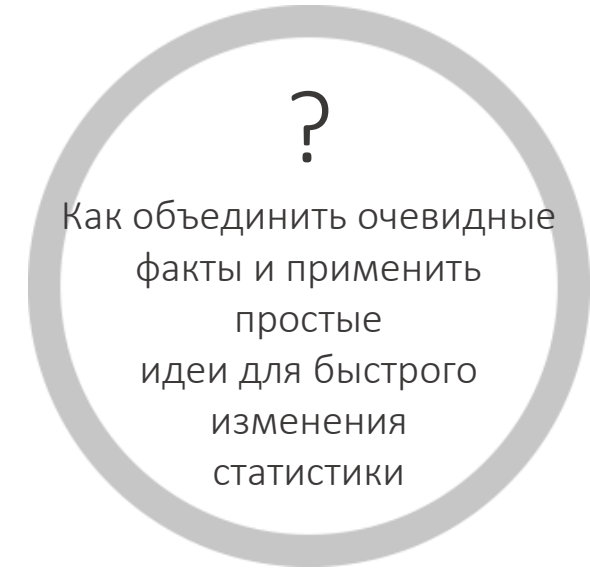 ?
Как объединить очевидные
факты и применить
простые
идеи для быстрого
изменения
статистики